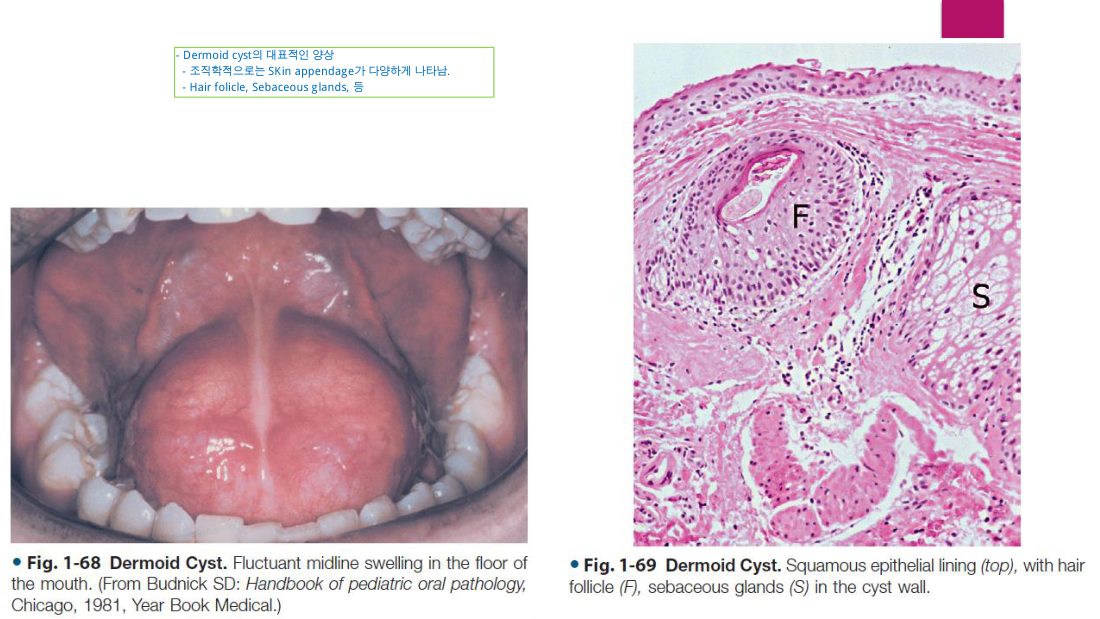 - Dermoid cyst의 대표적인 양상
- 조직학적으로는 SKin appendage가 다양하게 나타남.
- Hair folicle, Sebaceous glands, 등
F
S
• Fig. 1-68 Dermoid Cyst. Fluctuant midline swelling in the floor of
the mouth. (From Budnick SD: Handbook of pediatric oral pathology,
Chicago, 1981, Year Book Medical.)
• Fig. 1-69 Dermoid Cyst. Squamous epithelial lining (top), with hair
follicle (F), sebaceous glands (S) in the cyst wall.